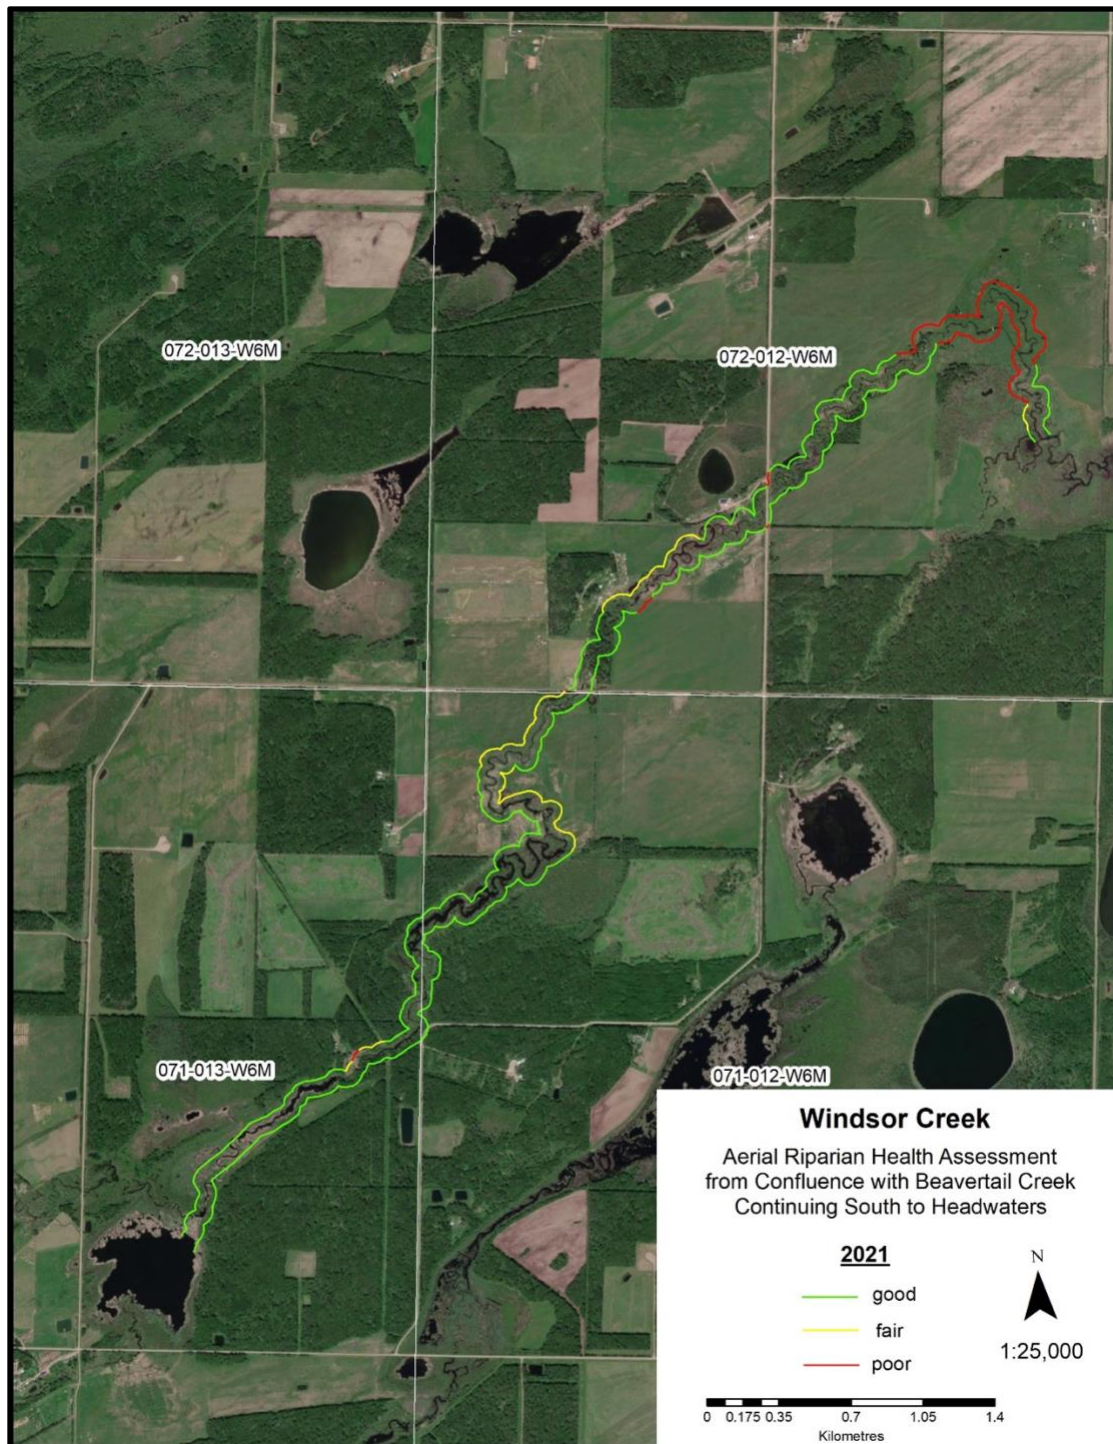 072-013-W6M
072-012-W6M
071-013-W6M
071-012-W6M
Windsor Creek
Aerial Riparian Health Assessment
from Confluence with Beavertail Creek
Continuing South to Headwaters
2021
good
fair
poor
N
1:25,000
0 0.175 0.35 0.7 1.05 1.4
Kilometres